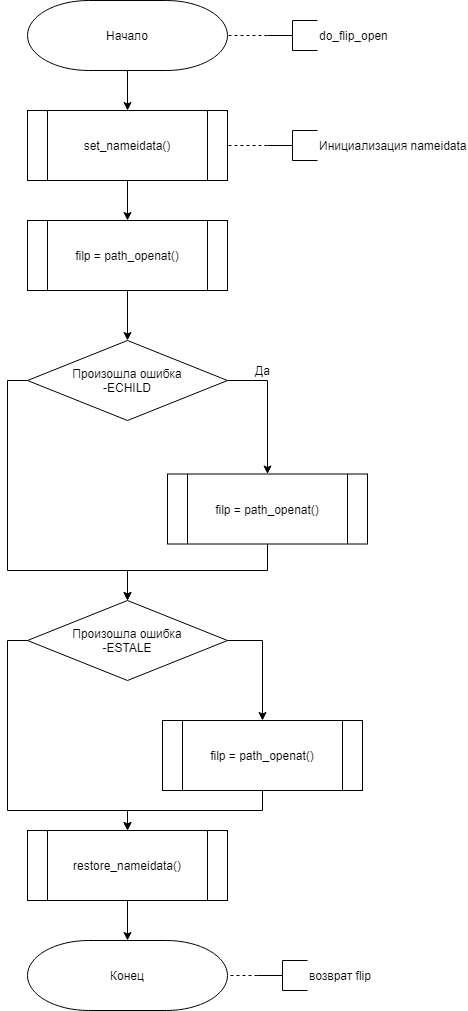 Начало
do_flip_open
set_nameidata()
Инициализация nameidata
filp = path_openat()
Произошла ошибка
-ECHILD
Да
filp = path_openat()
Произошла ошибка
-ESTALE
filp = path_openat()
restore_nameidata()
Конец
возврат flip